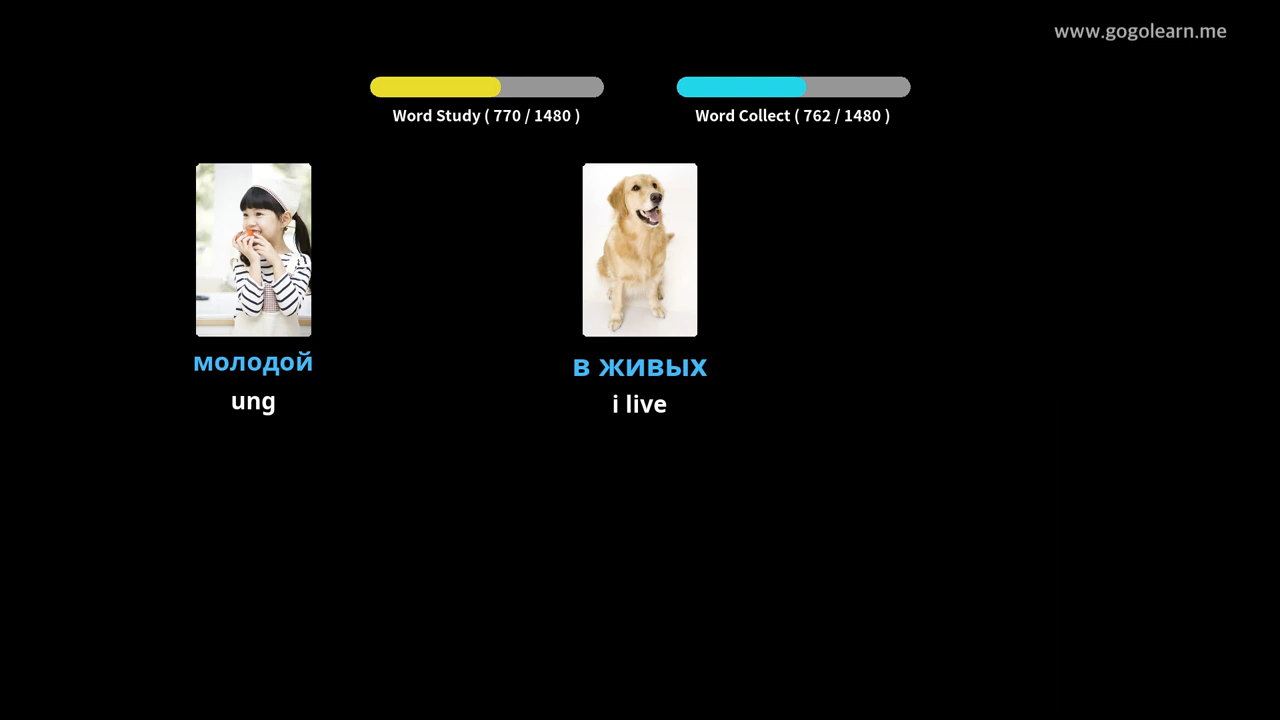 www.gogolearn.me
Word Study ( 770 / 1480 )
Word Collect ( 762 / 1480 )
молодой
ung
в живых
i live